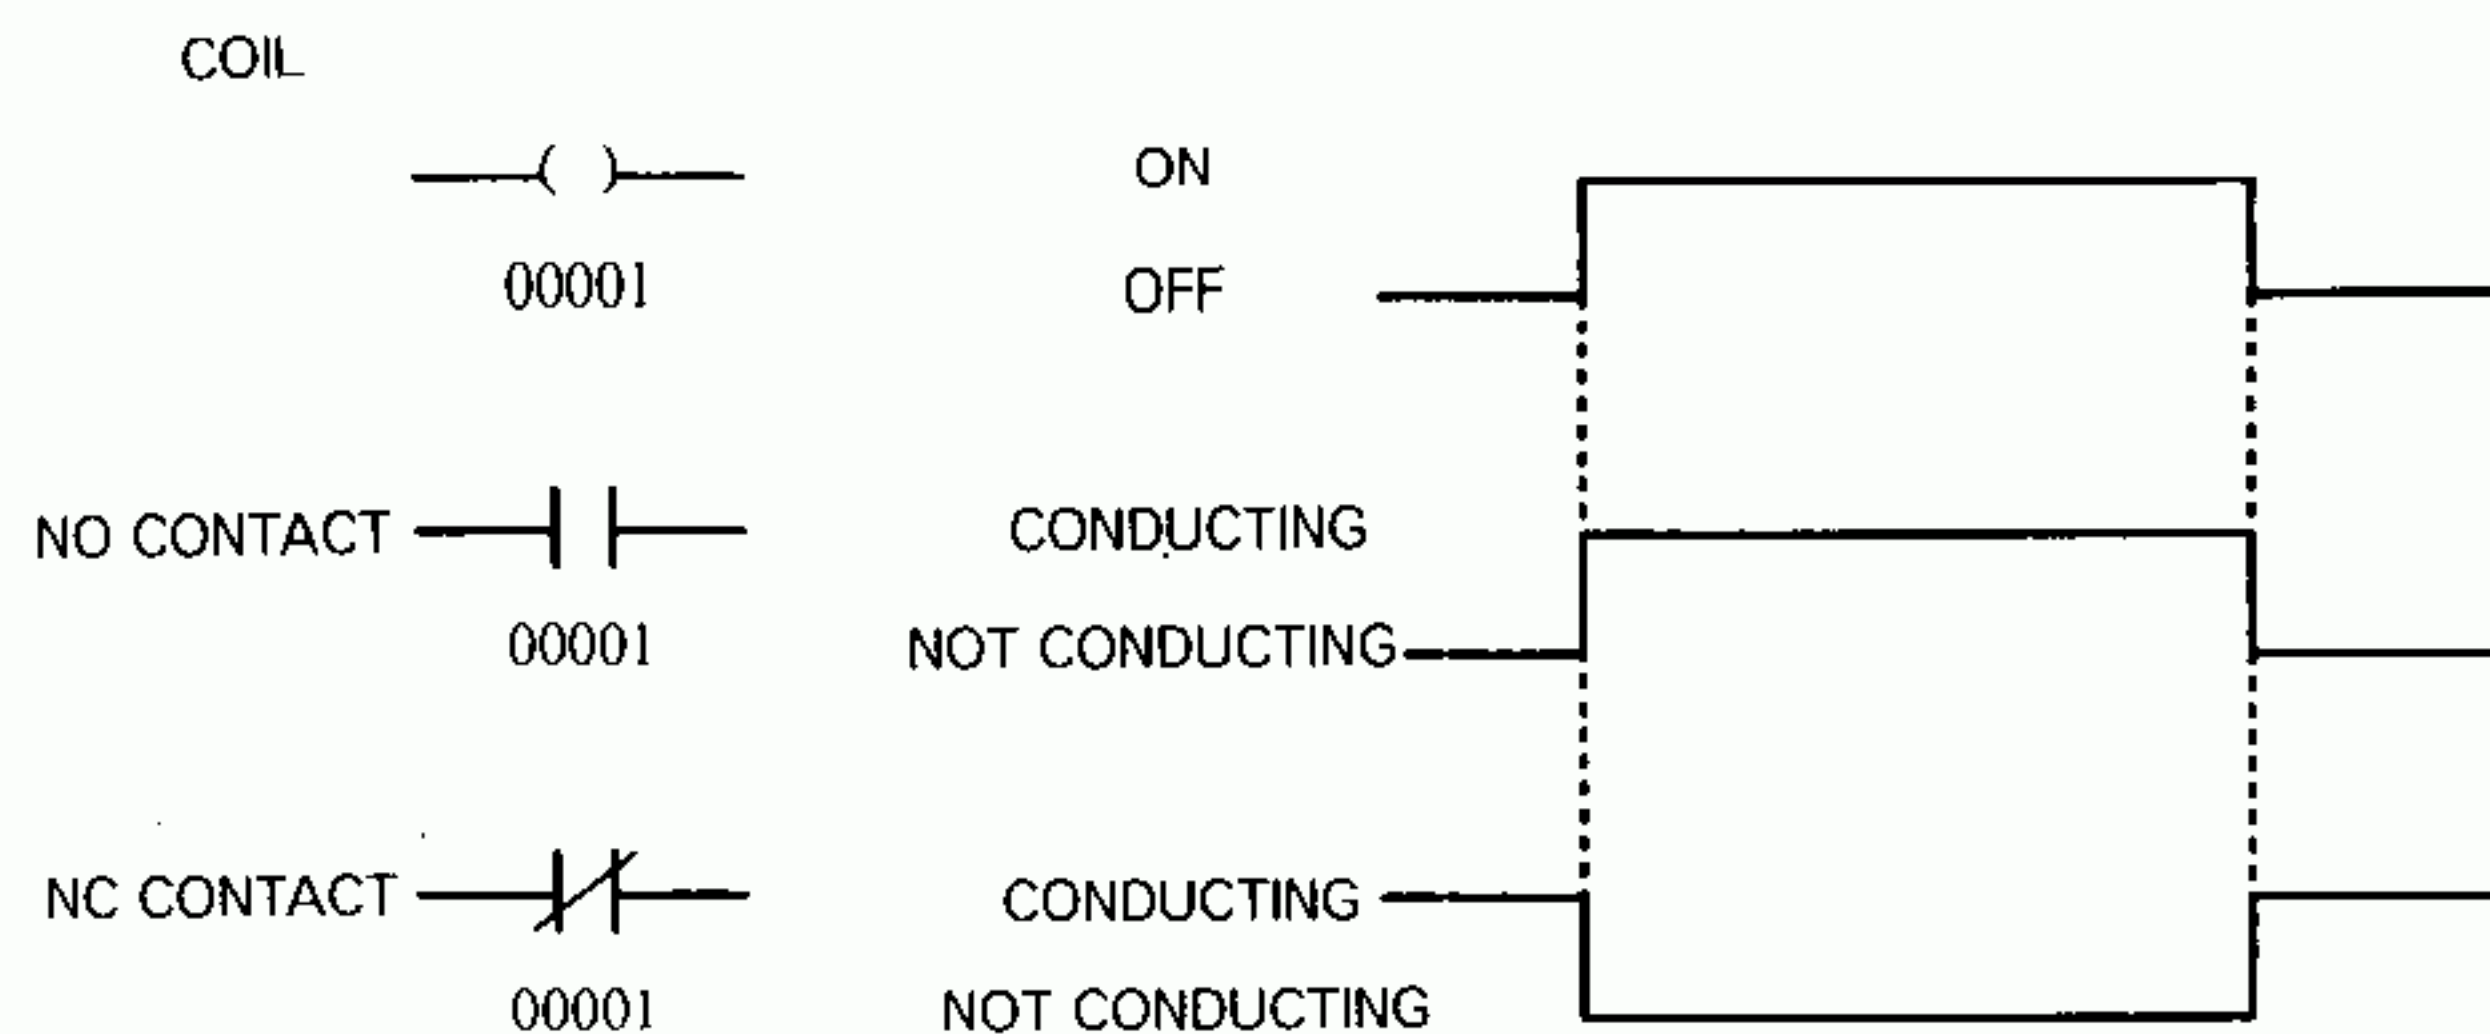 COIL
ON
00001
OFF
NO CONTACT
CONDUCTING
00001
NOT CONDUCTING
NC CONTACT
CONDUCTING
00001
NOT CONDUCTING